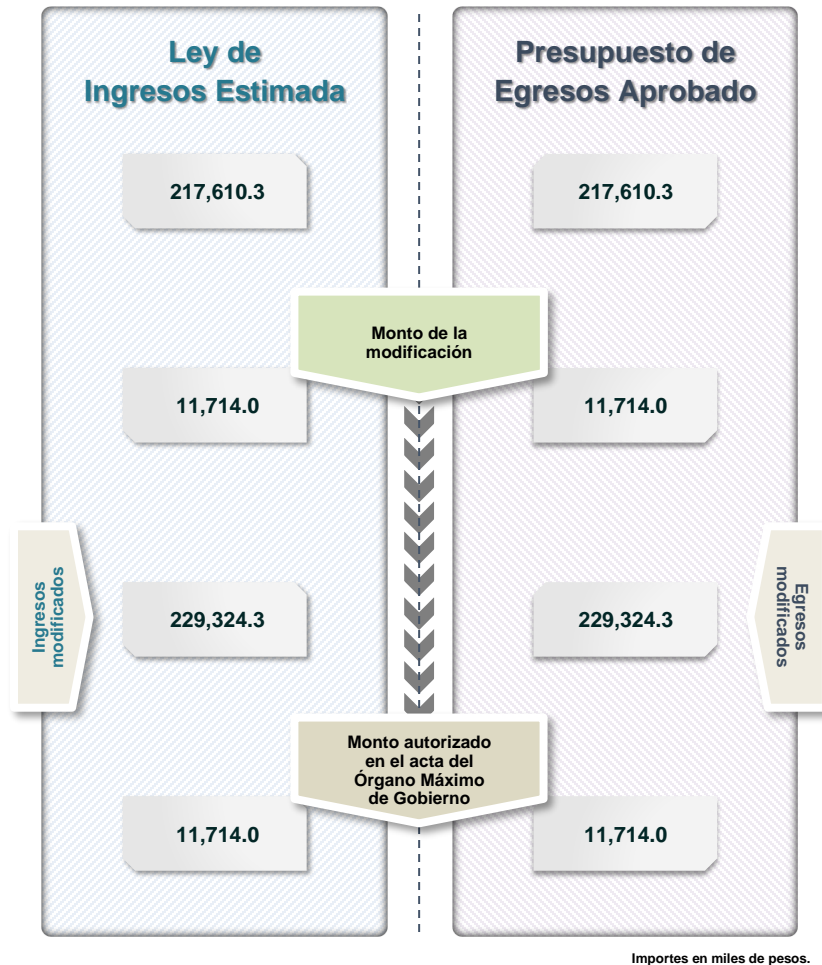 Ley de
Ingresos Estimada
Presupuesto de
Egresos Aprobado
217,610.3
217,610.3
Monto de la
modificación
11,714.0
11,714.0
Ingresos
modificados
229,324.3
229,324.3
Egresos
modificados
Monto autorizado
en el acta del
Órgano Máximo
de Gobierno
11,714.0
11,714.0
Importes en miles de pesos.